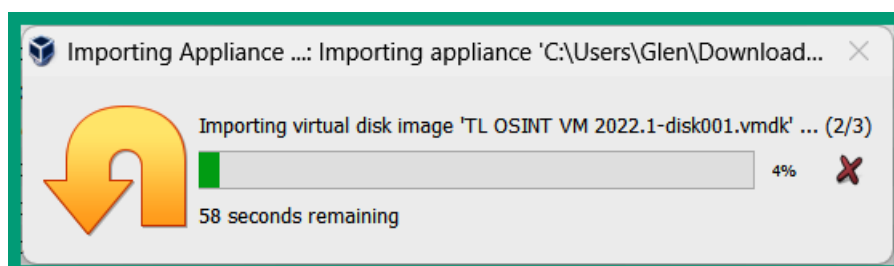 Importing Appliance ...: Importing appliance 'C:\Users\Glen\Download...
Importing virtual disk image 'TL OSINT VM 2022.1-disk001.vmdk' ... (2/3)
4%
58 seconds remaining